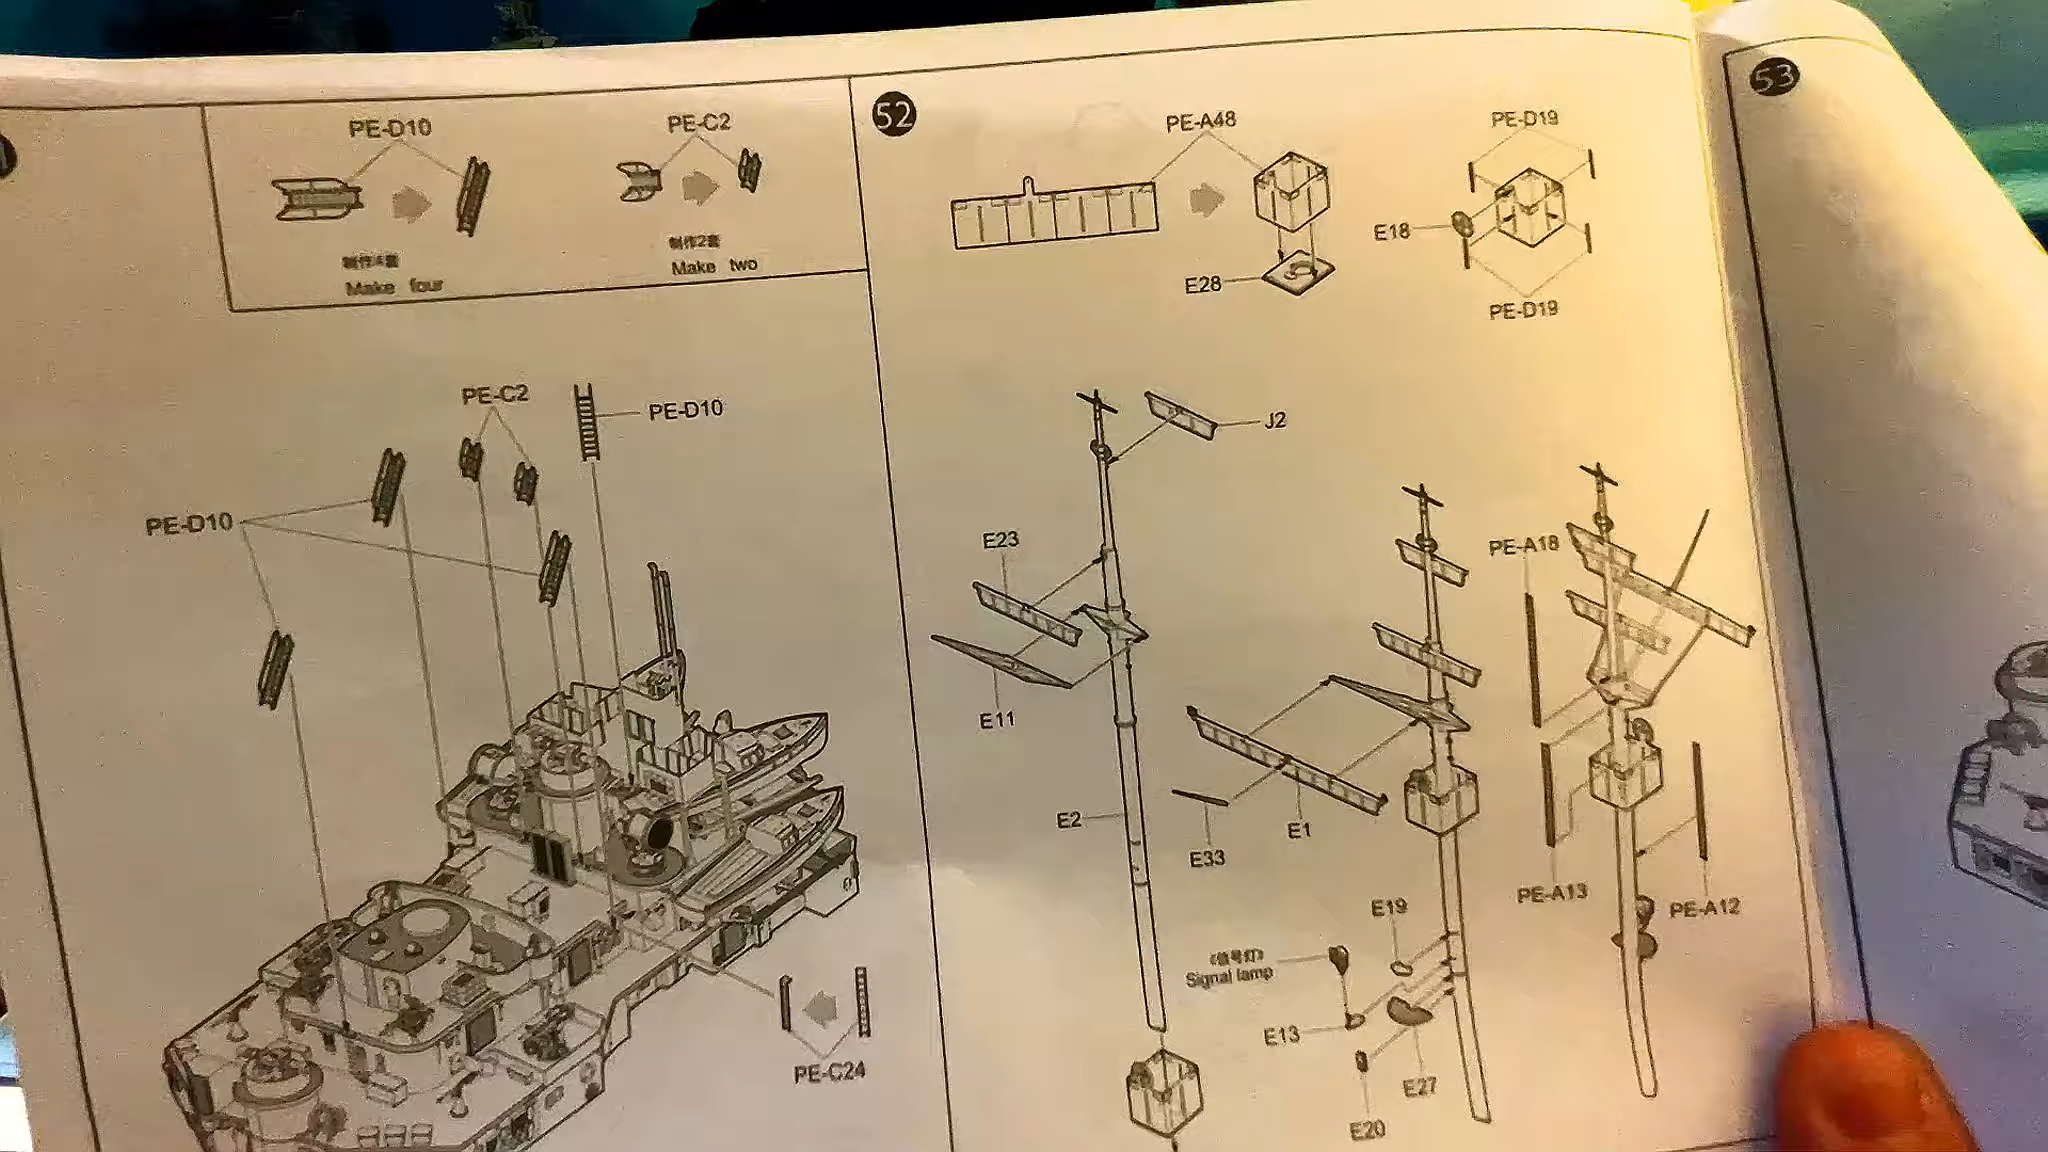 PE-D10
PE-C2
制作4套
Make four
制作2套
Make two
PE-C2
PE-D10
PE-D10
PE-C24
52
PE-A48
PE-D19
E18
E28
PE-D19
J2
E23
PE-A18
E11
E2
E1
E33
PE-A13
PE-A12
E19
《信号灯》
Signal lamp
E13
E27
E20
53